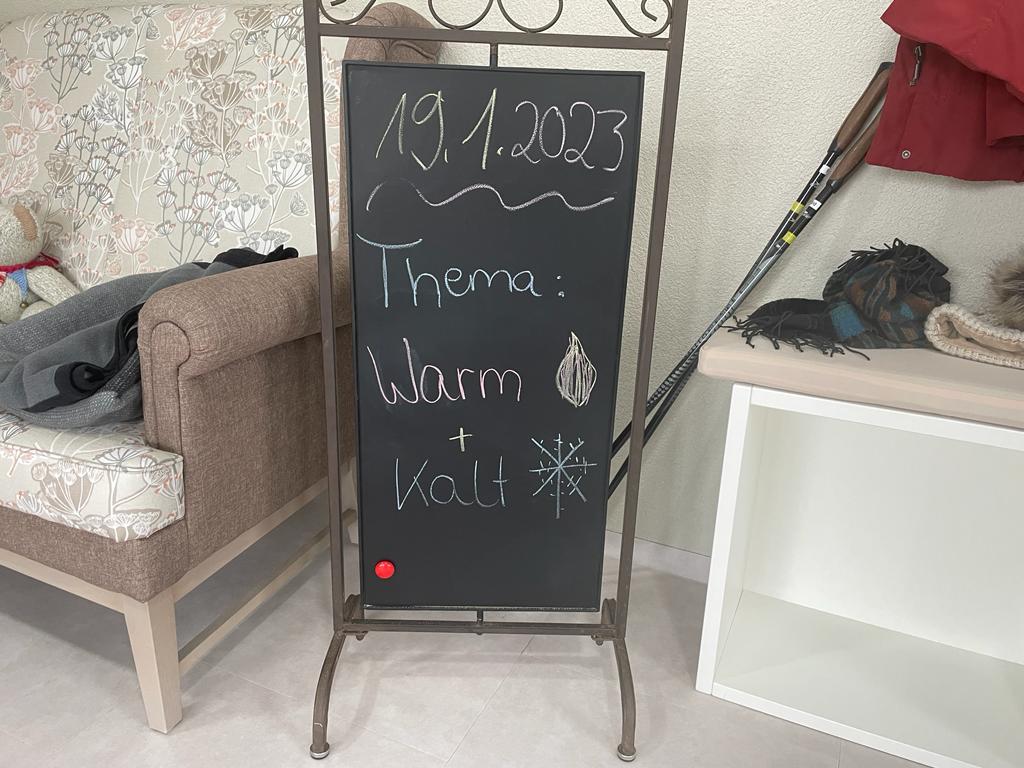 19.1.2023
Thema:
Warm
+
Kalt